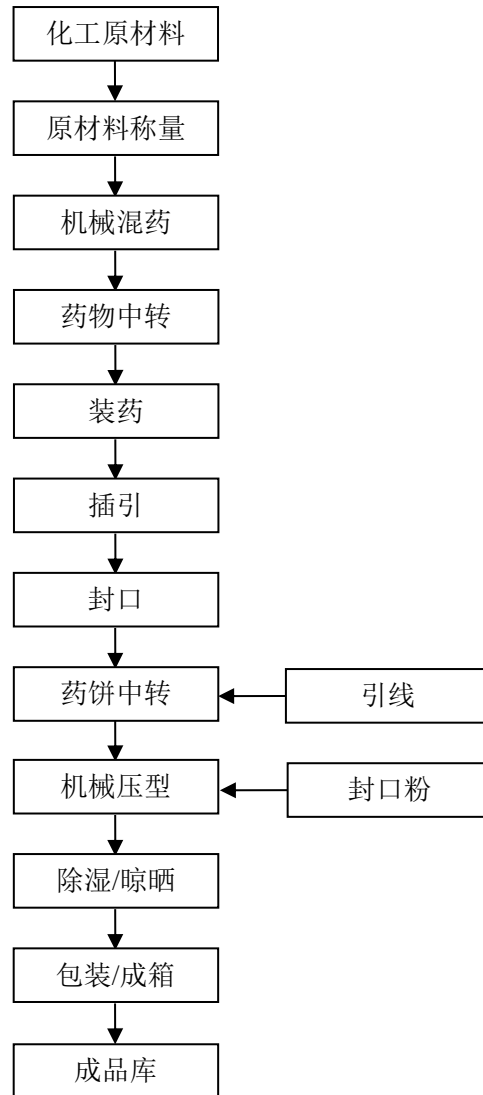 化工原材料
原材料称量
机械混药
药物中转
装药
插引
封口
药饼中转
引线
机械压型
封口粉
除湿/晾晒
包装/成箱
成品库